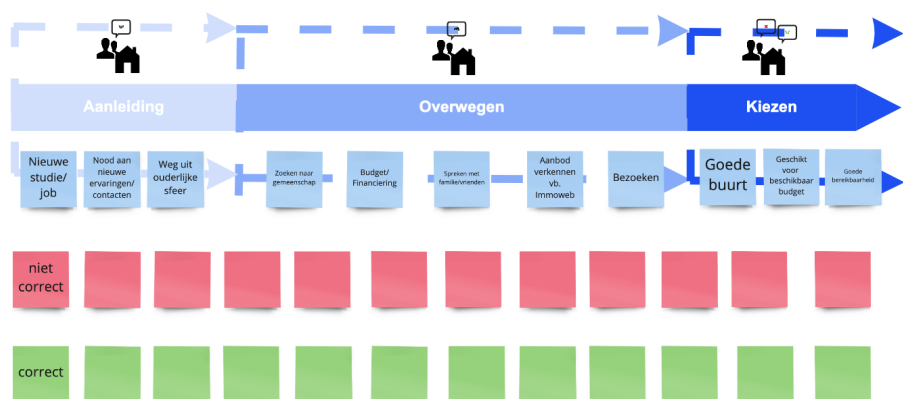 Aanleiding
Overwegen
Kiezen
Nieuwe
studie/
job
Nood aan
nieuwe
ervaringen/
contacten
Weg uit
ouderlijke
sfeer
Zoeken naar
gemeenschap
Budget/
Financiering
Spreken met
familie/vrienden
Aanbod
verkennen
vb.
Immoweb
Bezoeken
Goede
buurt
Geschikt
voor
beschikbaar
budget
Goede
bereikbaarheid
niet
correct
correct